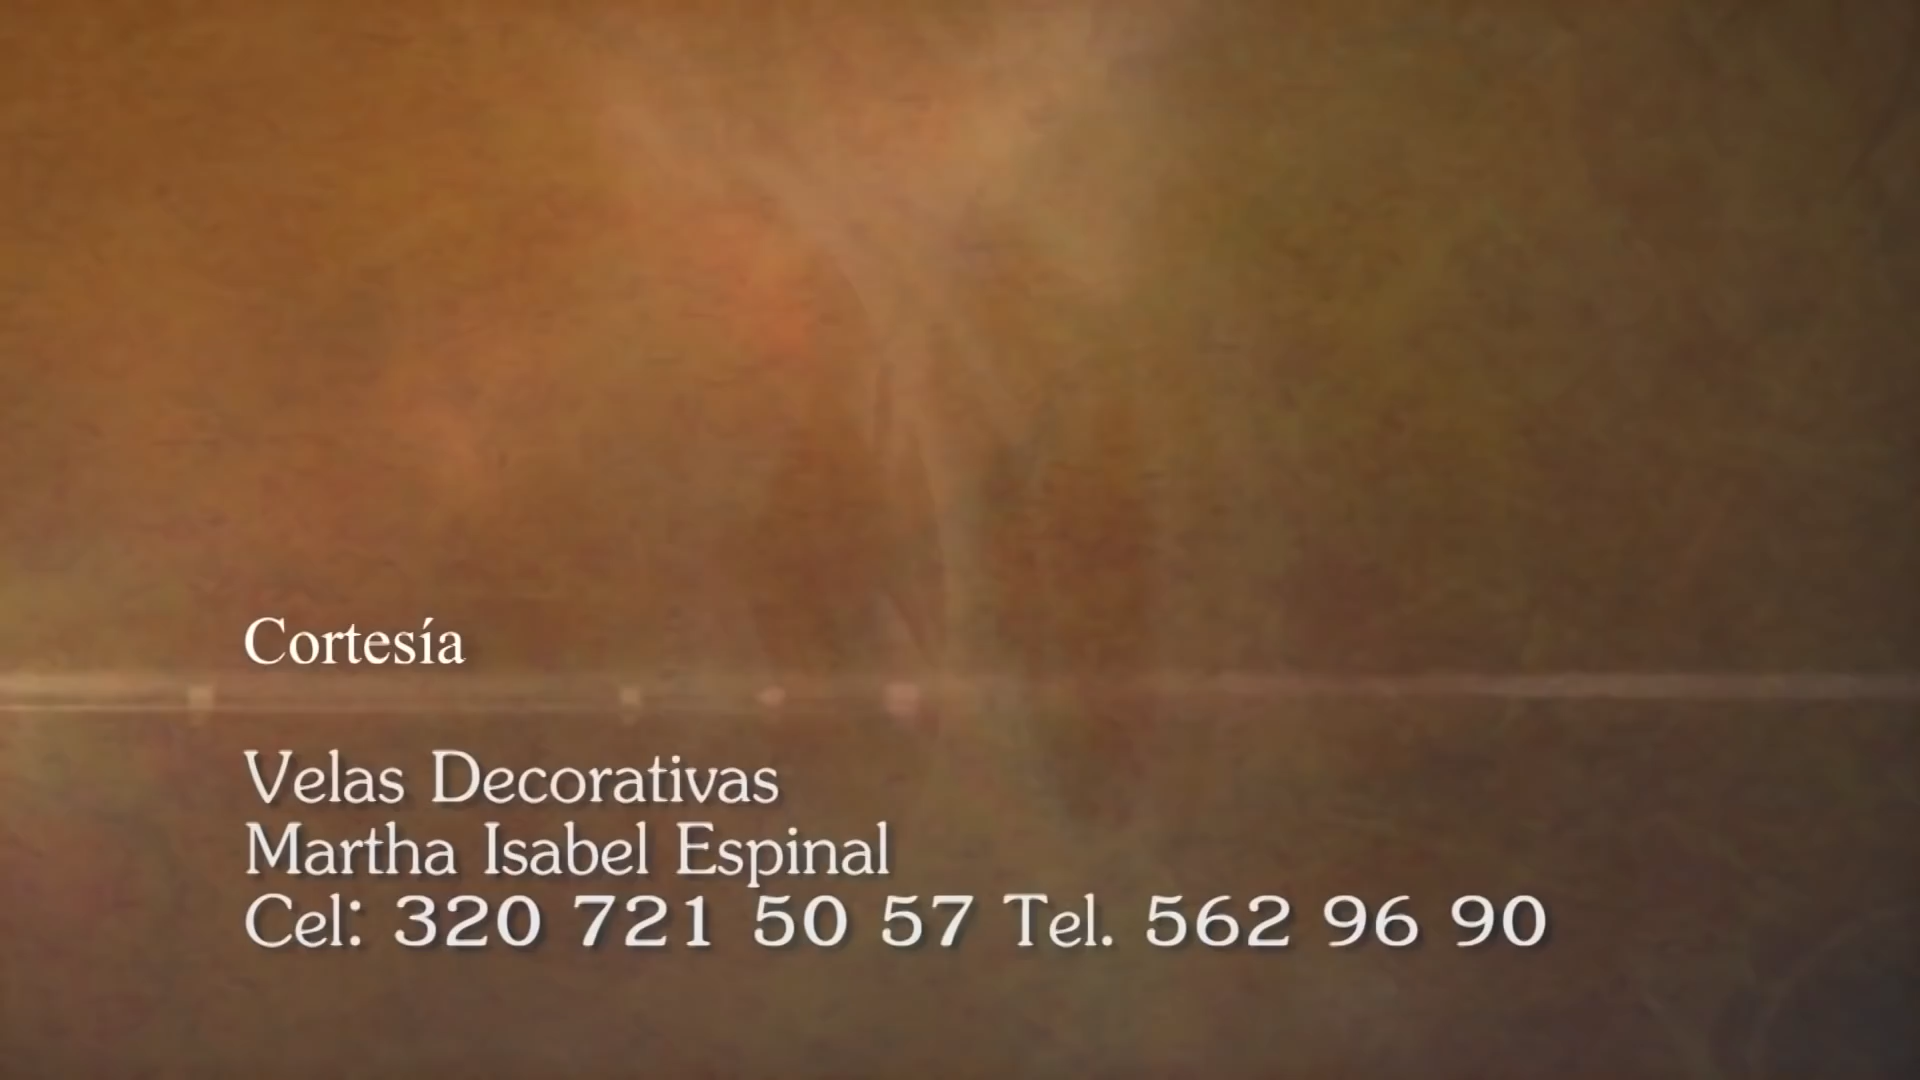 Cortesía
Velas Decorativas
Martha Isabel Espinal
Cel: 320 721 50 57 Tel. 562 96 90